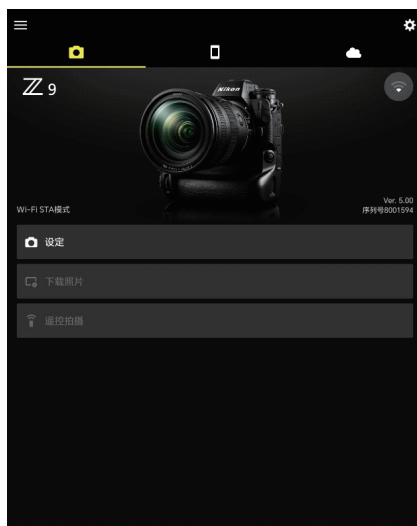 Z 9
Nikon
Wi-Fi STA模式
Ver. 5.00
序列号8001594
设定
下载照片
遥控拍摄